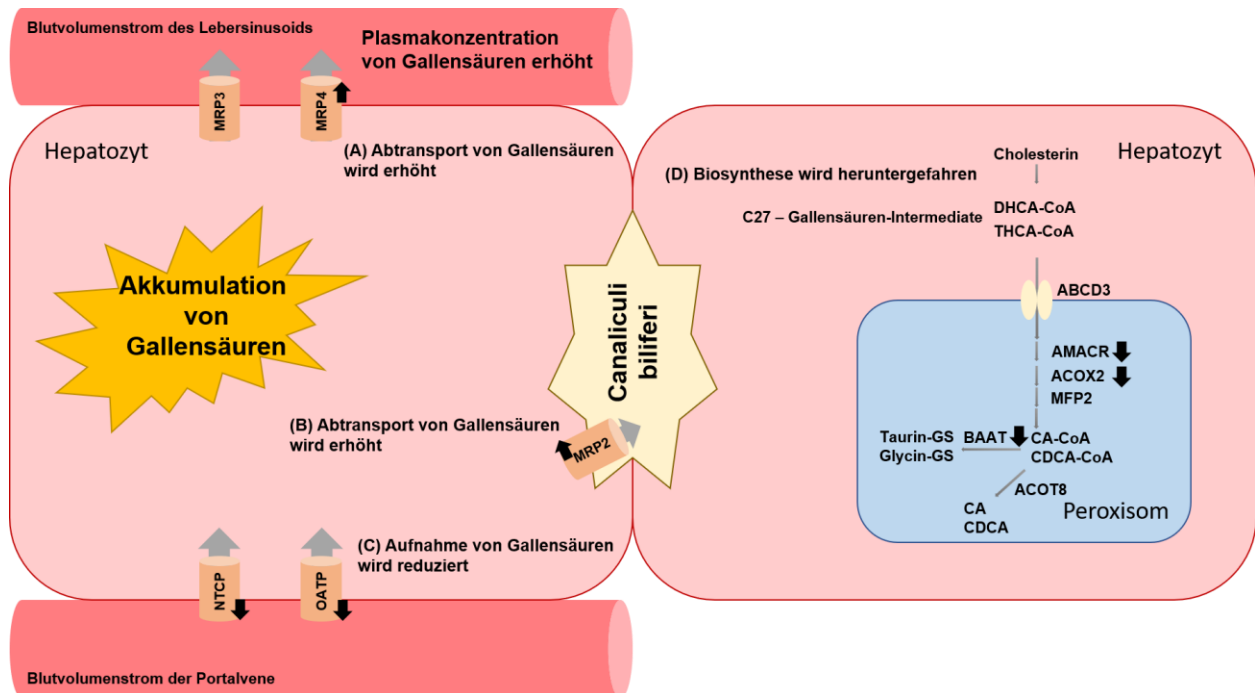 Blutvolumenstrom des Lebersinusoids
Plasmakonzentration
von Gallensäuren erhöht
MRP3
MRP4
Hepatozyt
(A) Abtransport von Gallensäuren
wird erhöht
Akkumulation
von
Gallensäuren
Canaliculi
biliferi
(B) Abtransport von Gallensäuren
wird erhöht
MRP2
(C) Aufnahme von Gallensäuren
wird reduziert
NTCP
OATP
Blutvolumenstrom der Portalvene
Hepatozyt
Cholesterin
(D) Biosynthese wird heruntergefahren
C27 – Gallensäuren-Intermediate
DHCA-CoA
THCA-CoA
ABCD3
AMACR
ACOX2
MFP2
Taurin-GS
Glycin-GS
BAAT
CA-CoA
CDCA-CoA
ACOT8
CA
CDCA
Peroxisom